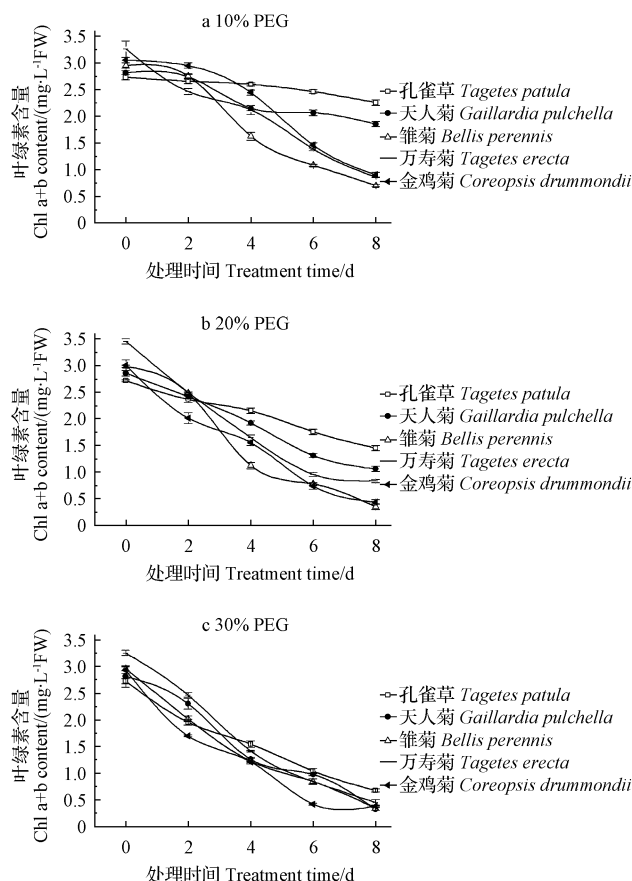 a 10% PEG
叶绿素含量
Chl a+b content/(mg·L-1FW)
3.5
3.0
2.5
2.0
1.5
1.0
0.5
0
0 2 4 6 8
处理时间 Treatment time/d
孔雀草 Tagetes patula
天人菊 Gaillardia pulchella
雏菊 Bellis perennis
万寿菊 Tagetes erecta
金鸡菊 Coreopsis drummondii
b 20% PEG
叶绿素含量
Chl a+b content/(mg·L-1FW)
3.5
3.0
2.5
2.0
1.5
1.0
0.5
0
0 2 4 6 8
处理时间 Treatment time/d
孔雀草 Tagetes patula
天人菊 Gaillardia pulchella
雏菊 Bellis perennis
万寿菊 Tagetes erecta
金鸡菊 Coreopsis drummondii
c 30% PEG
叶绿素含量
Chl a+b content/(mg·L-1FW)
3.5
3.0
2.5
2.0
1.5
1.0
0.5
0
0 2 4 6 8
处理时间 Treatment time/d
孔雀草 Tagetes patula
天人菊 Gaillardia pulchella
雏菊 Bellis perennis
万寿菊 Tagetes erecta
金鸡菊 Coreopsis drummondii